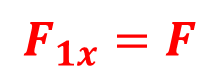 F₁ₓ = F